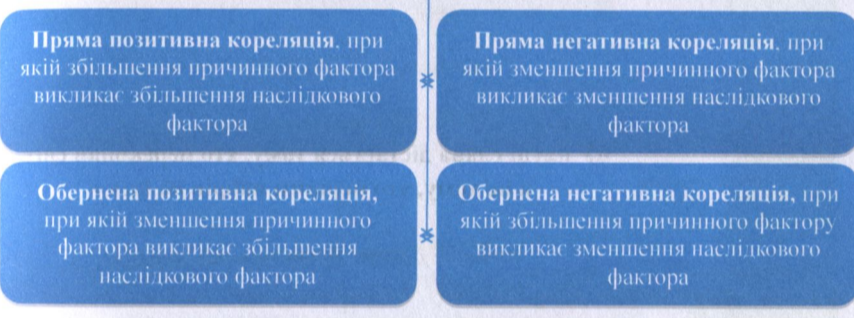 Пряма позитивна кореляція, при
якій збільшення причинного фактора
викликає збільшення наслідкового
фактора
Пряма негативна кореляція, при
якій зменшення причинного фактора
викликає зменшення наслідкового
фактора
Обернена позитивна кореляція,
при якій зменшення причинного
фактора викликає збільшення
наслідкового фактора
Обернена негативна кореляція, при
якій збільшення причинного фактору
викликає зменшення наслідкового
фактора